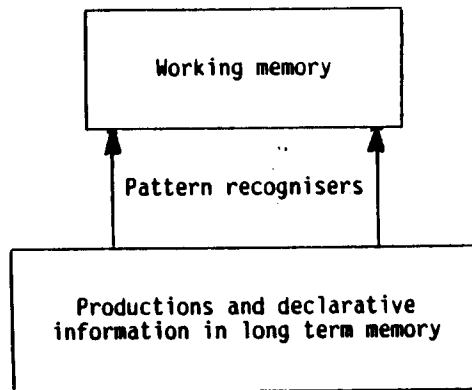 Working memory
Pattern recognisers
Productions and declarative
information in long term memory